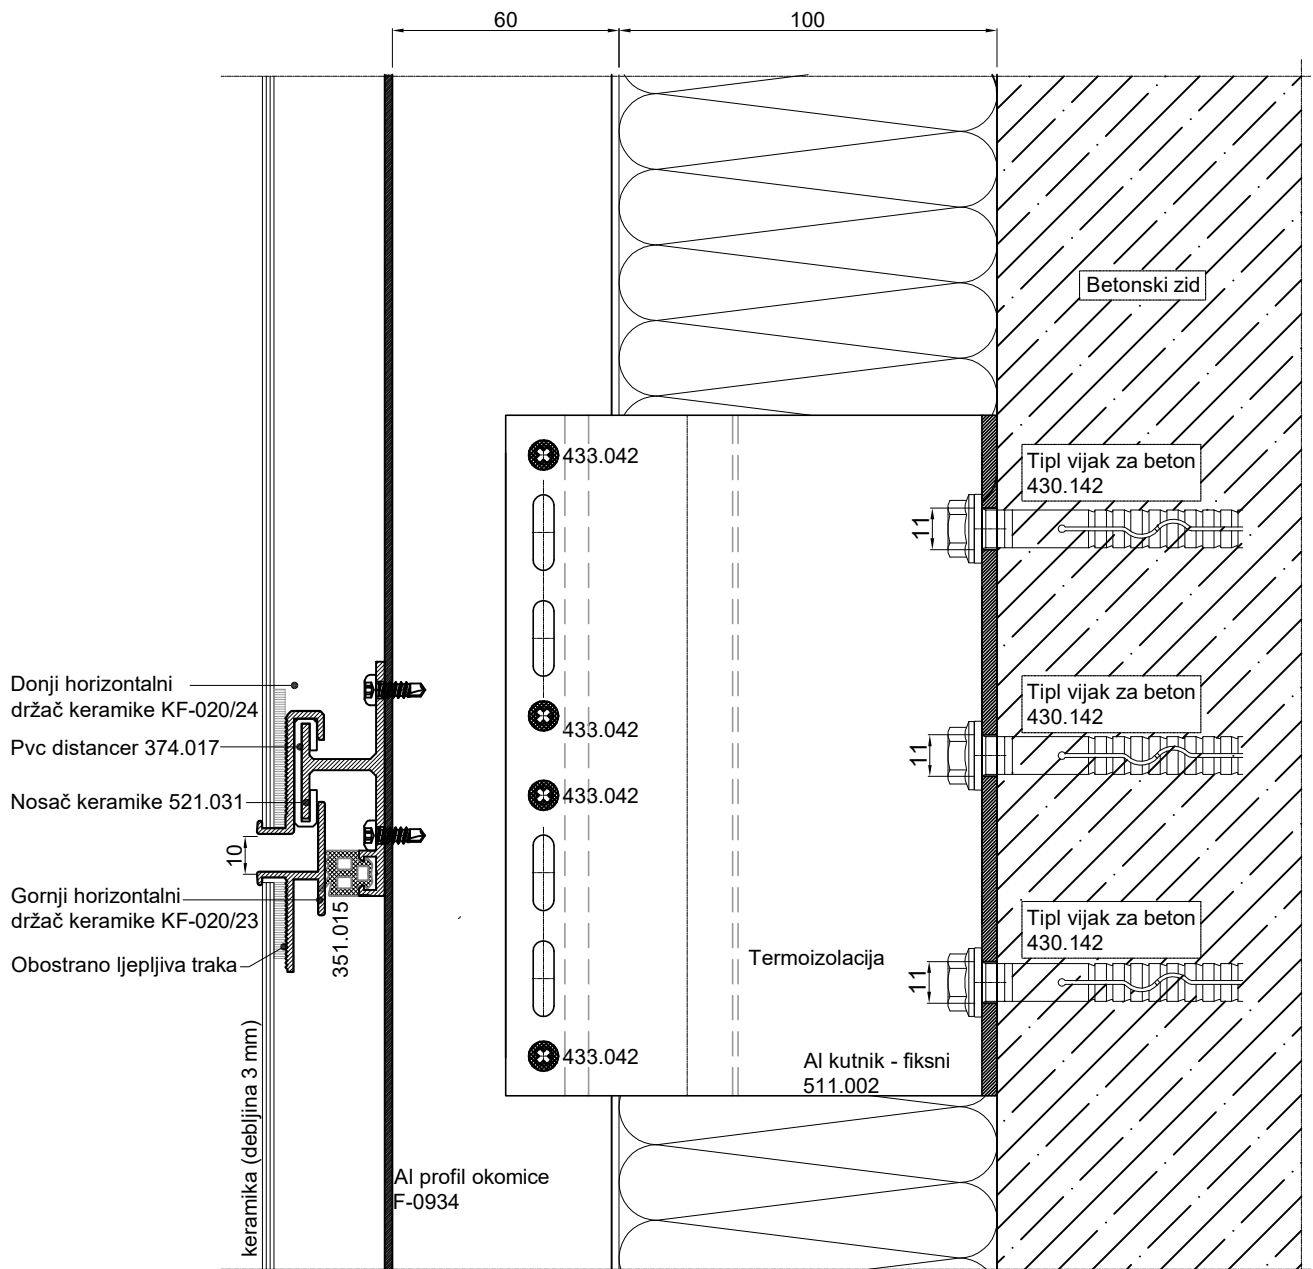 60
100
Betonski zid
433.042
Tipl vijak za beton
430.142
11
Donji horizontalni
držač keramike KF-020/24
Pvc distancer 374.017
Nosač keramike 521.031
10
Gornji horizontalni
držač keramike KF-020/23
Obostrano ljepljiva traka
351.015
433.042
433.042
Tipl vijak za beton
430.142
11
Tipl vijak za beton
430.142
11
Termoizolacija
433.042
Al kutnik - fiksni
511.002
keramika (debljina 3 mm)
Al profil okomice
F-0934